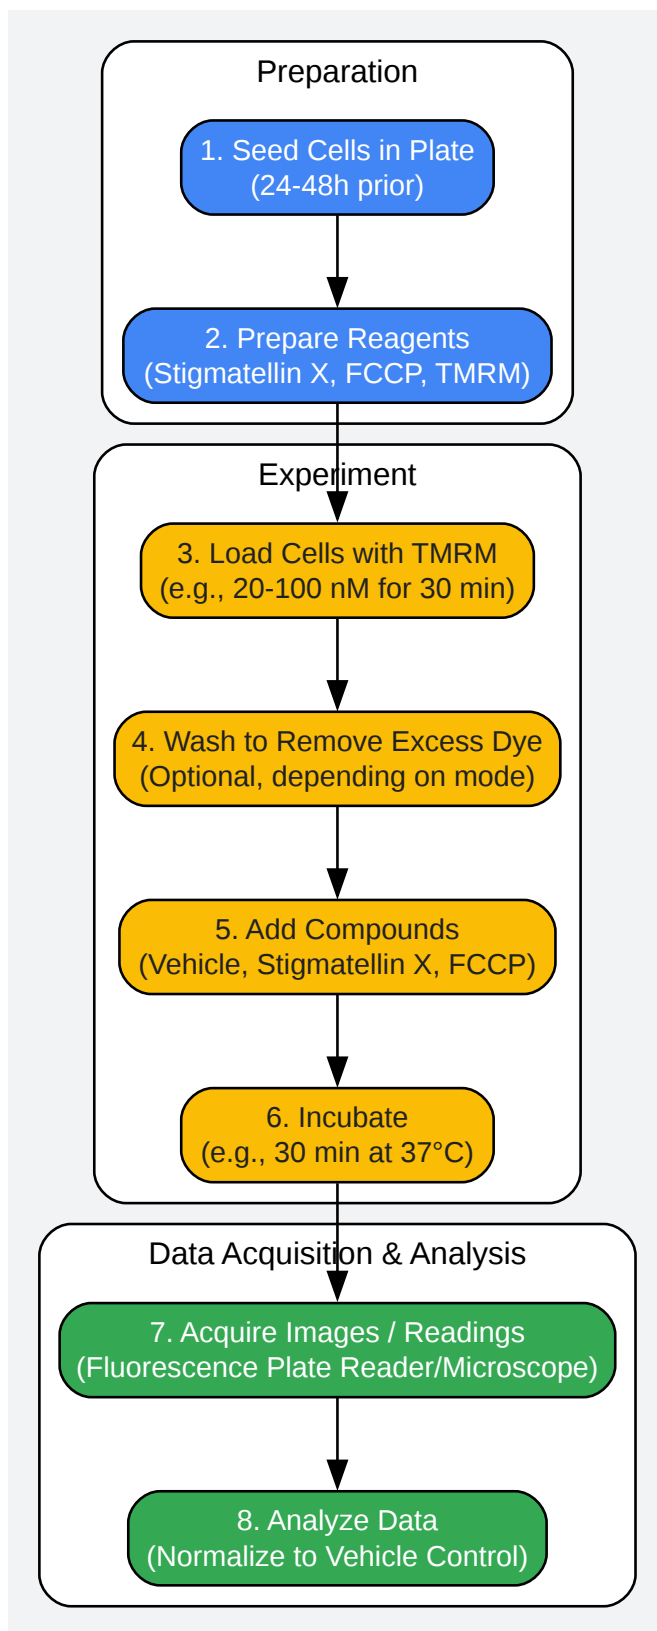 Preparation
1. Seed Cells in Plate
(24-48h prior)
2. Prepare Reagents
(Stigmatellin X, FCCP, TMRM)
Experiment
3. Load Cells with TMRM
(e.g., 20-100 nM for 30 min)
4. Wash to Remove Excess Dye
(Optional, depending on mode)
5. Add Compounds
(Vehicle, Stigmatellin X, FCCP)
6. Incubate
(e.g., 30 min at 37°C)
Data Acquisition & Analysis
7. Acquire Images / Readings
(Fluorescence Plate Reader/Microscope)
8. Analyze Data
(Normalize to Vehicle Control)